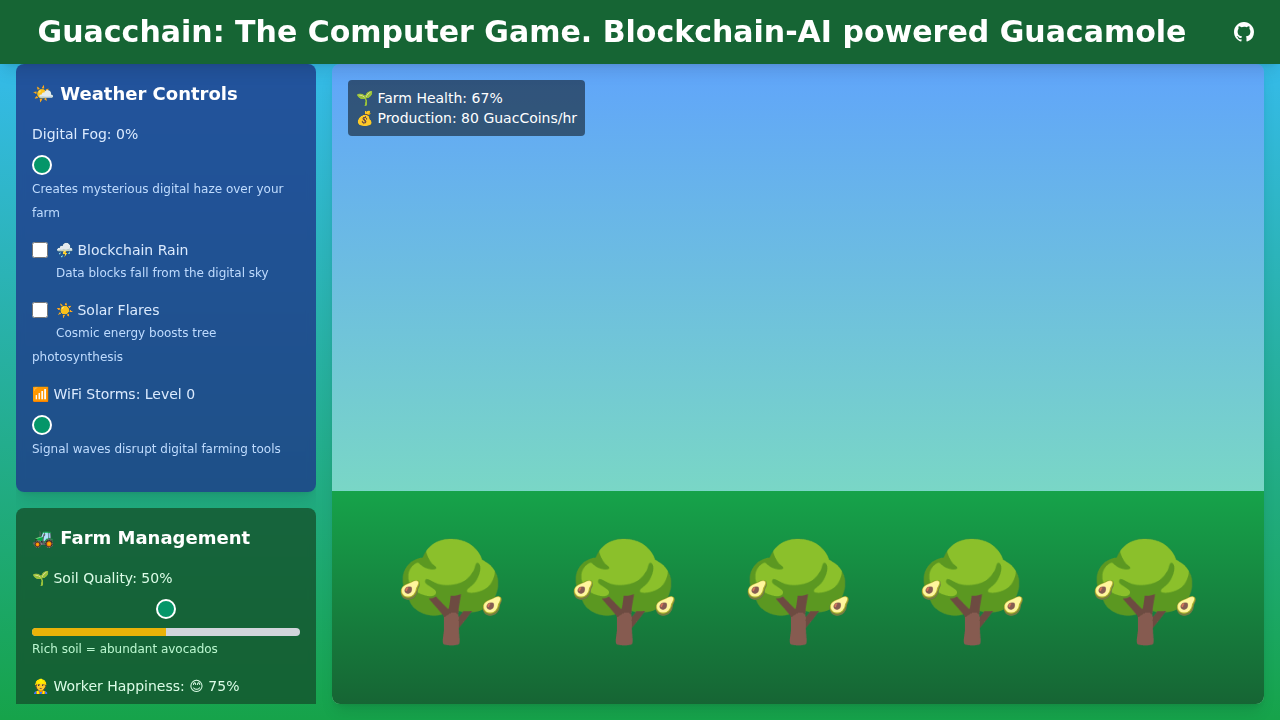 Guacchain: The Computer Game. Blockchain-AI powered Guacamole
🌤️ Weather Controls
Digital Fog: 0%
Creates mysterious digital haze over your
farm
⛈️ Blockchain Rain
Data blocks fall from the digital sky
☀️ Solar Flares
Cosmic energy boosts tree
photosynthesis
📶 WiFi Storms: Level 0
Signal waves disrupt digital farming tools
🚜 Farm Management
🌱 Soil Quality: 50%
Rich soil = abundant avocados
👷 Worker Happiness: 😊 75%
🌱 Farm Health: 67%
💰 Production: 80 GuacCoins/hr